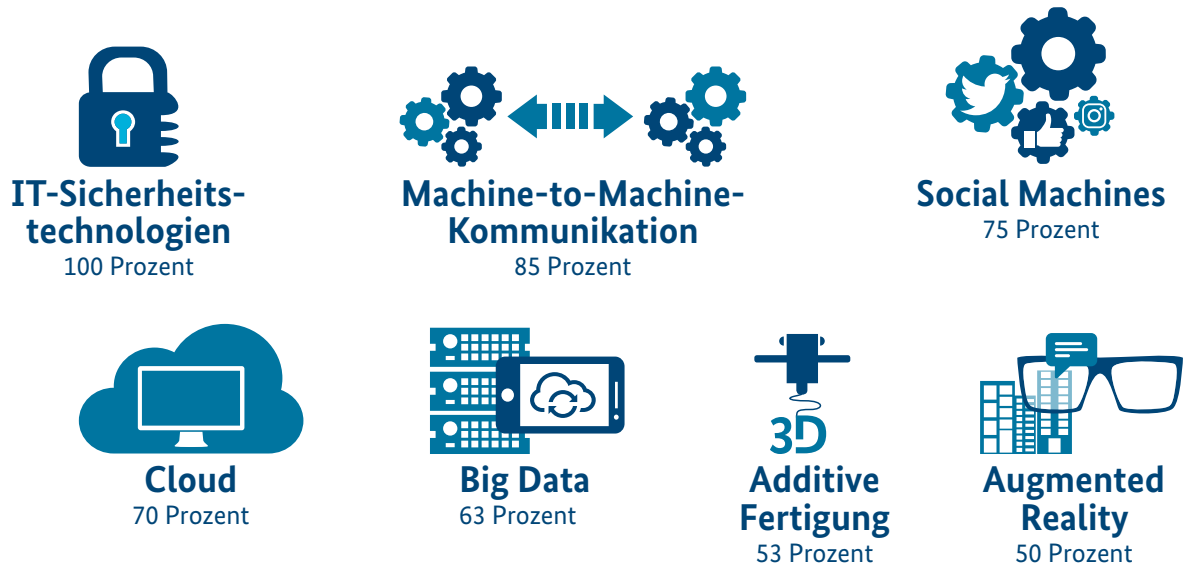 IT-Sicherheits-
technologien
100 Prozent
Machine-to-Machine-
Kommunikation
85 Prozent
Social Machines
75 Prozent
Cloud
70 Prozent
Big Data
63 Prozent
3D
Additive
Fertigung
53 Prozent
Augmented
Reality
50 Prozent